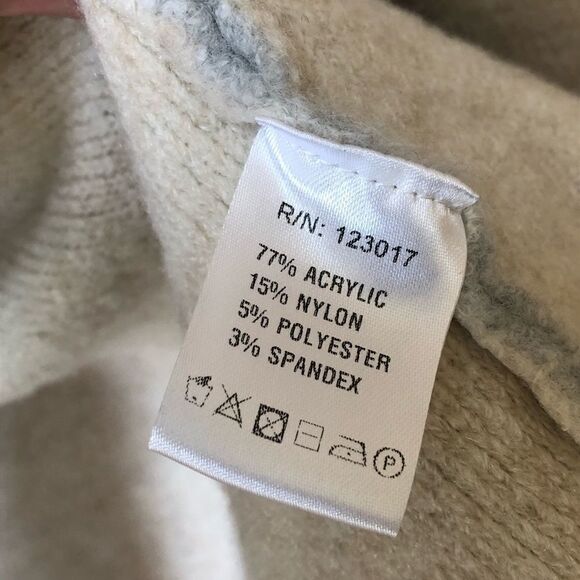 R/N: 123017
77% ACRYLIC
15% NYLON
5% POLYESTER
3% SPANDEX
P